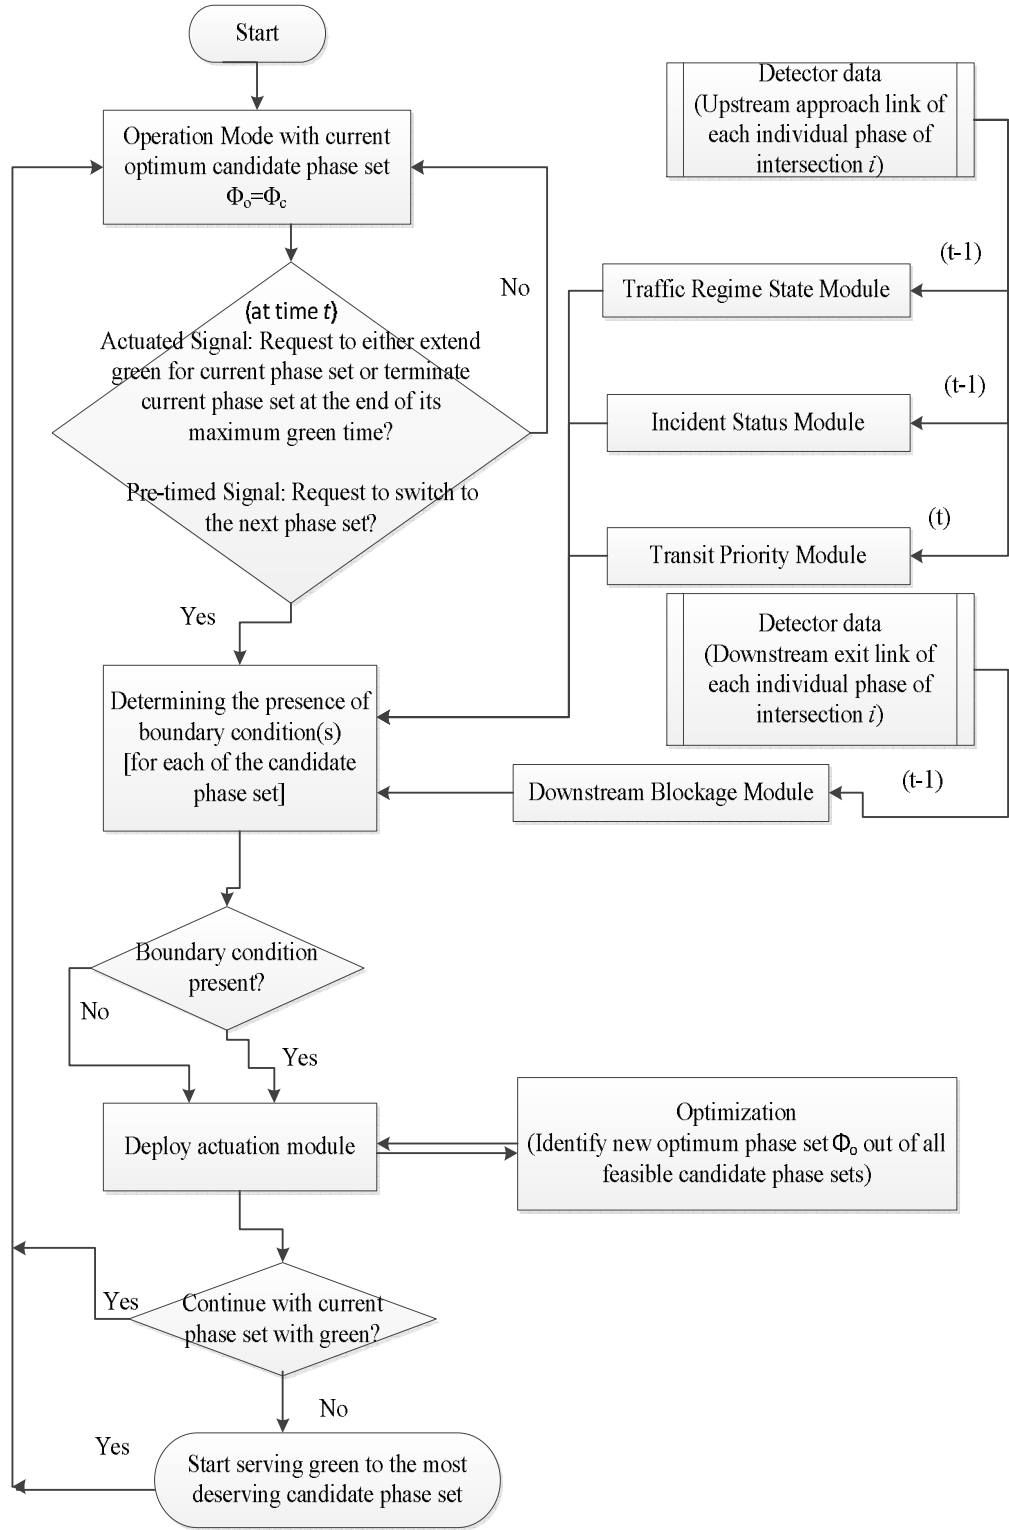 Start
Operation Mode with current
optimum candidate phase set
Φo=Φc
(at time t)
Actuated Signal: Request to either extend
green for current phase set or terminate
current phase set at the end of its
maximum green time?
Pre-timed Signal: Request to switch to
the next phase set?
No
Yes
Detector data
(Upstream approach link of
each individual phase of
intersection i)
(t-1)
Traffic Regime State Module
(t-1)
Incident Status Module
(t)
Transit Priority Module
Detector data
(Downstream exit link of
each individual phase of
intersection i)
(t-1)
Downstream Blockage Module
Determining the presence of
boundary condition(s)
[for each of the candidate
phase set]
Boundary condition
present?
No
Yes
Deploy actuation module
Optimization
(Identify new optimum phase set Φo out of all
feasible candidate phase sets)
Continue with current
phase set with green?
Yes
No
Start serving green to the most
deserving candidate phase set
Yes